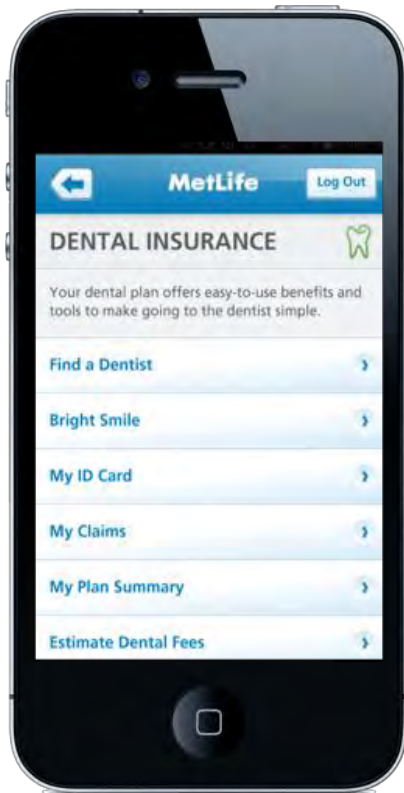 MetLife
Log Out
DENTAL INSURANCE
Your dental plan offers easy-to-use benefits and
tools to make going to the dentist simple.
Find a Dentist
Bright Smile
My ID Card
My Claims
My Plan Summary
Estimate Dental Fees